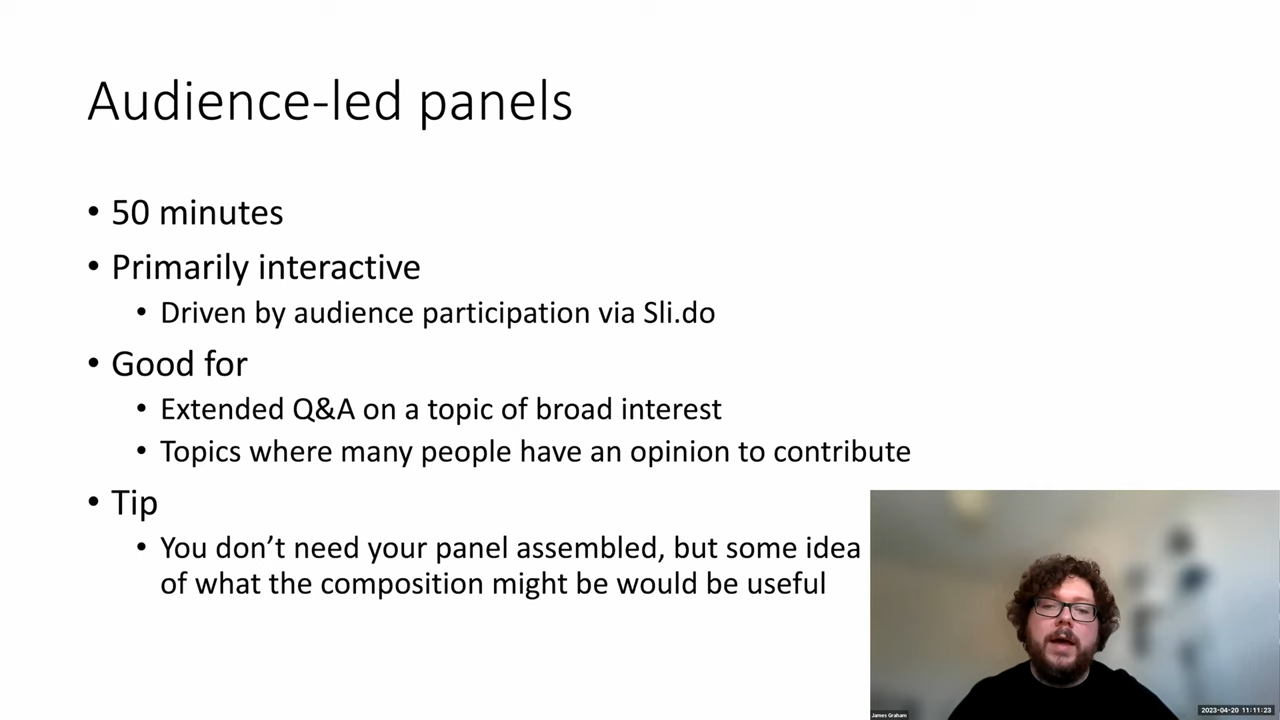 Audience-led panels
• 50 minutes
• Primarily interactive
• Driven by audience participation via Sli.do
• Good for
• Extended Q&A on a topic of broad interest
• Topics where many people have an opinion to contribute
• Tip
• You don’t need your panel assembled, but some idea
of what the composition might be would be useful
James Graham
2023-04-20 11:11:23